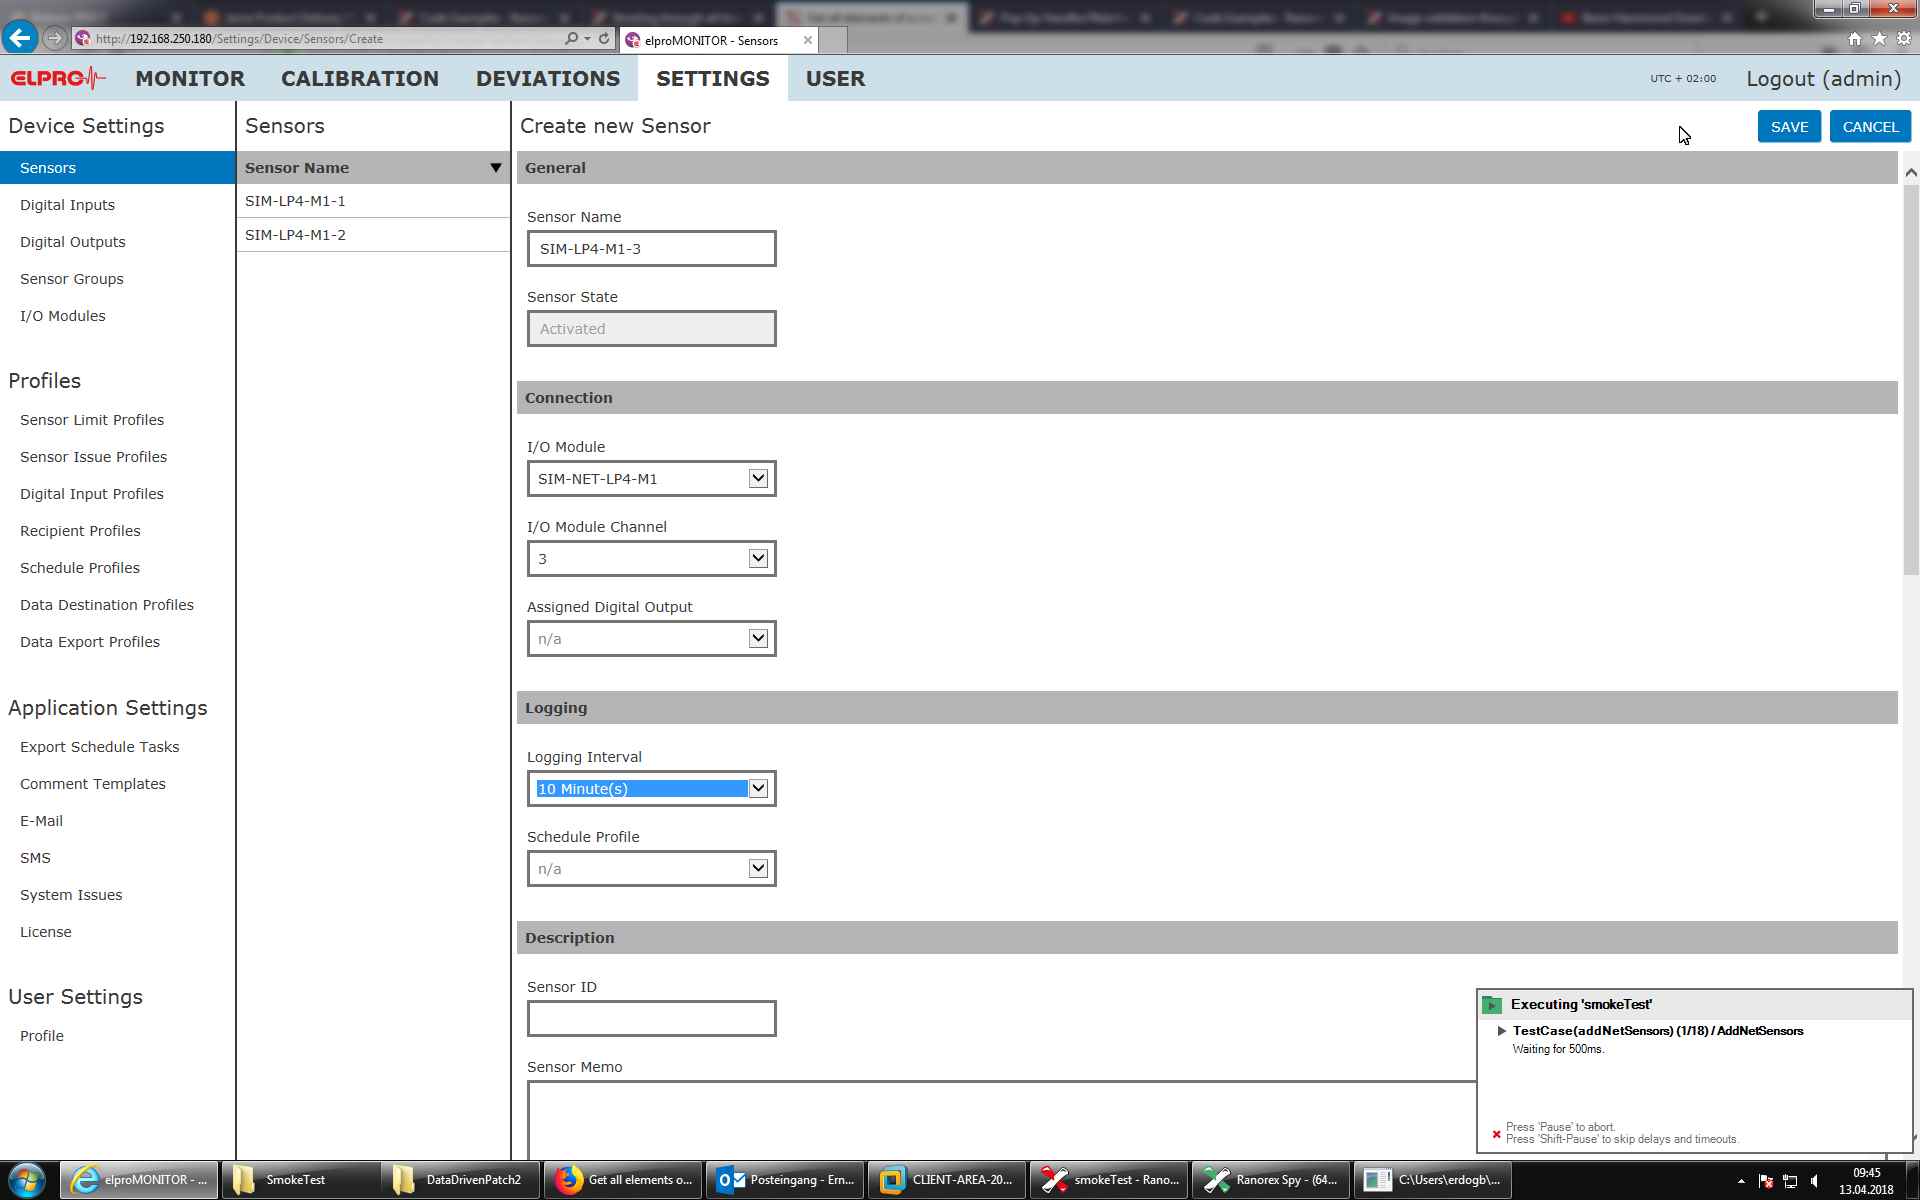 http://192.168.250.180/Settings/Device/Sensors/Create
elproMONITOR - Sensors
ELPRO
MONITOR
CALIBRATION
DEVIATIONS
SETTINGS
USER
UTC + 02:00
Logout (admin)
Device Settings
Sensors
Digital Inputs
Digital Outputs
Sensor Groups
I/O Modules
Profiles
Sensor Limit Profiles
Sensor Issue Profiles
Digital Input Profiles
Recipient Profiles
Schedule Profiles
Data Destination Profiles
Data Export Profiles
Application Settings
Export Schedule Tasks
Comment Templates
E-Mail
SMS
System Issues
License
User Settings
Profile
Sensors
Sensor Name
SIM-LP4-M1-1
SIM-LP4-M1-2
Create new Sensor
SAVE
CANCEL
General
Sensor Name
SIM-LP4-M1-3
Sensor State
Activated
Connection
I/O Module
SIM-NET-LP4-M1
I/O Module Channel
3
Assigned Digital Output
n/a
Logging
Logging Interval
10 Minute(s)
Schedule Profile
n/a
Description
Sensor ID
Sensor Memo
Executing 'smokeTest'
TestCase(addNetSensors) (1/18) / AddNetSensors
Waiting for 500ms.
Press 'Pause' to abort.
Press 'Shift-Pause' to skip delays and timeouts.
elproMONITOR - ...
SmokeTest
DataDrivenPatch2
Get all elements o...
Posteingang - Ern...
CLIENT-AREA-20...
smokeTest - Rano...
Ranorex Spy - (64...
C:\Users\erdogb\...
09:45
13.04.2018